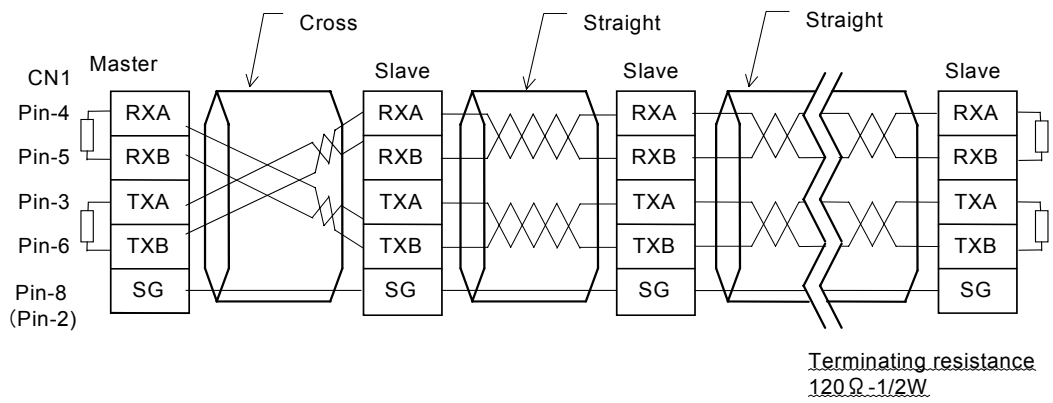 Cross
Straight
Straight
CN1
Master
Slave
Slave
Slave
Pin-4
RXA
RXA
RXA
RXA
Pin-5
RXB
RXB
RXB
RXB
Pin-3
TXA
TXA
TXA
TXA
Pin-6
TXB
TXB
TXB
TXB
Pin-8
(Pin-2)
SG
SG
SG
SG
Terminating resistance
120Ω-1/2W